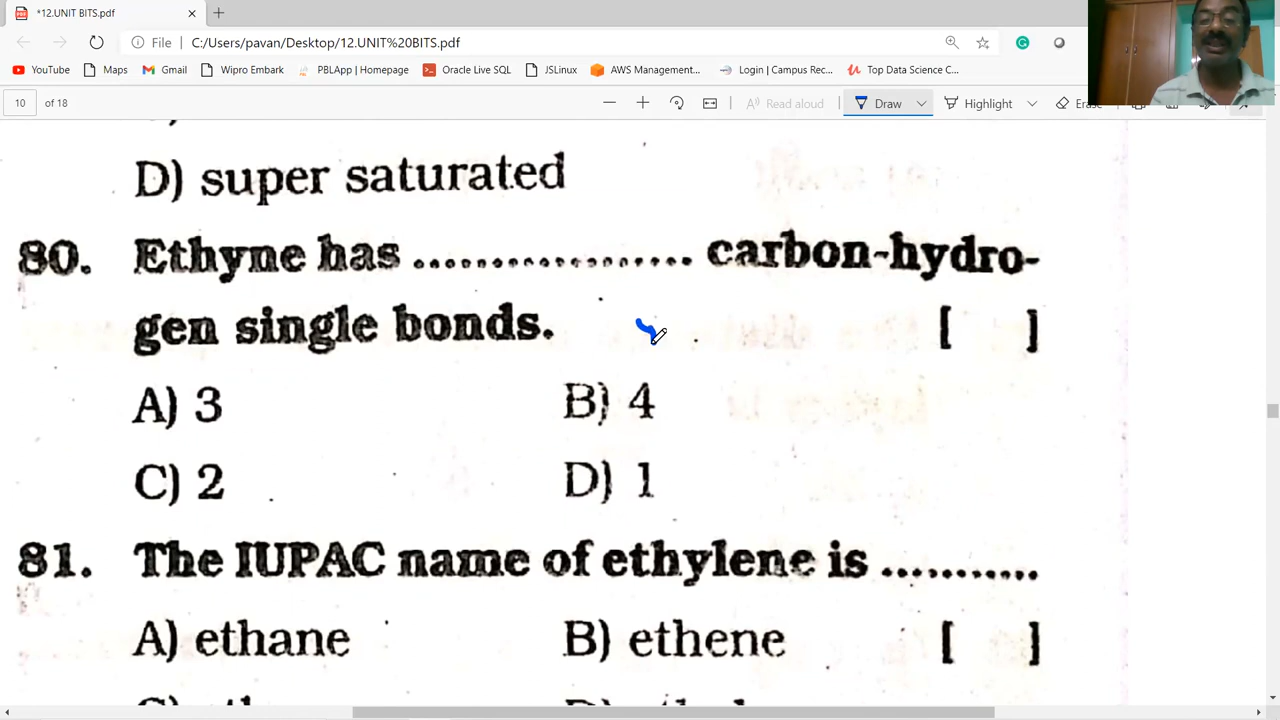 *12.UNIT BITS.pdf
File C:/Users/pavan/Desktop/12.UNIT%20BITS.pdf
YouTube Maps Gmail Wipro Embark PBLApp | Homepage Oracle Live SQL JSLinux AWS Management... Login | Campus Rec... Top Data Science C...
10 of 18 Read aloud Draw Highlight Erase
D) super saturated
80. Ethyne has .................. carbon-hydro-
gen single bonds. [ ]
A) 3 B) 4
C) 2 D) 1
81. The IUPAC name of ethylene is ...........
A) ethane B) ethene [ ]